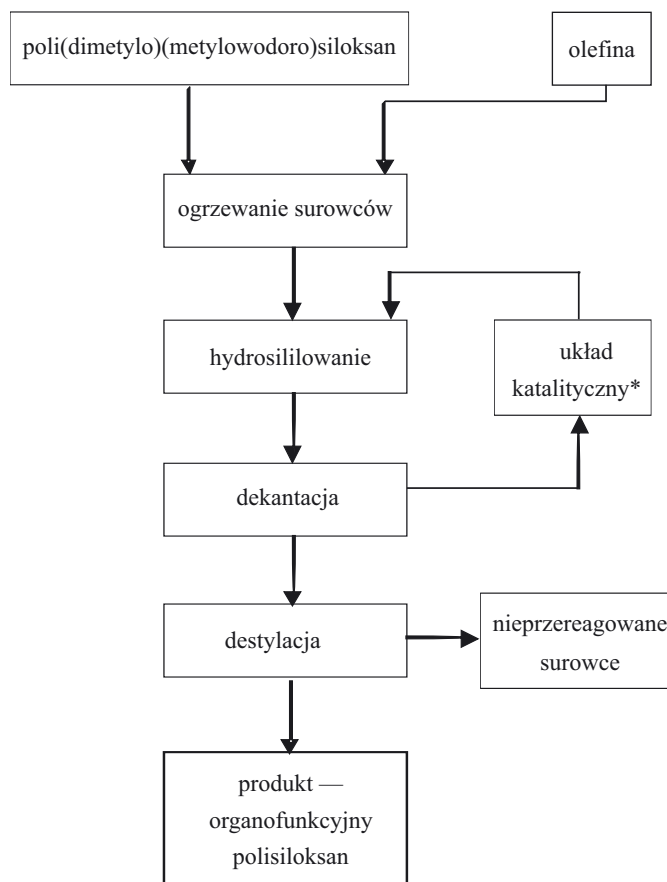 poli(dimetylo)(metylowodoro)siloksan
olefina
ogrzewanie surowców
hydrosililowanie
układ
katalityczny*
dekantacja
destylacja
nieprzereagowane
surowce
produkt —
organofunkcyjny
polisiloksan